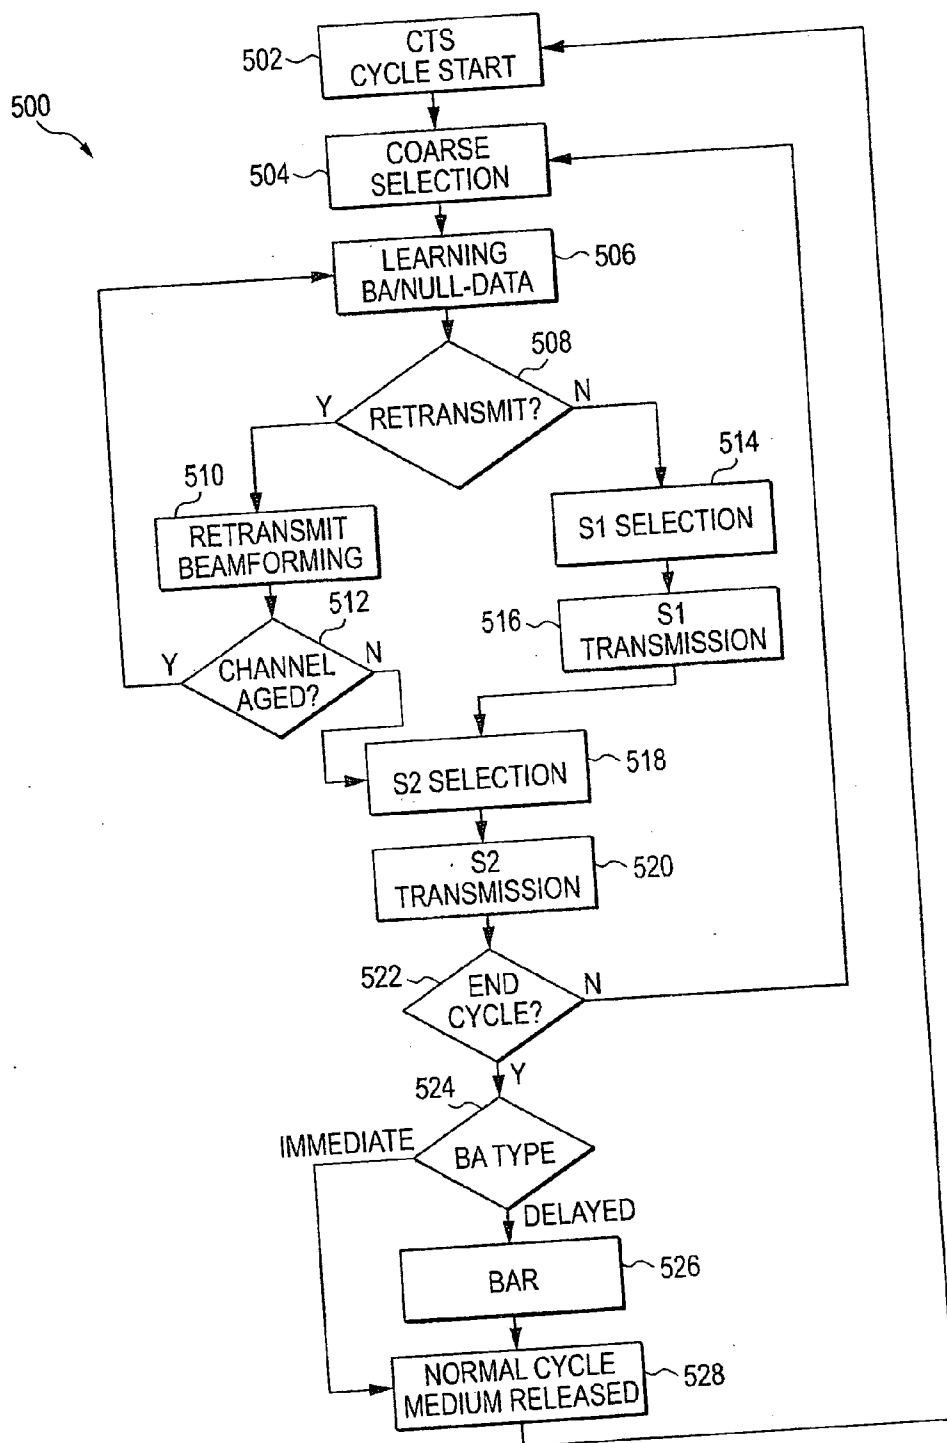 500
502
CTS
CYCLE START
504
COARSE
SELECTION
LEARNING
BA/NULL-DATA
506
508
RETRANSMIT?
Y
N
510
RETRANSMIT
BEAMFORMING
514
S1 SELECTION
512
CHANNEL
AGED?
Y
N
516
S1
TRANSMISSION
S2 SELECTION
518
S2
TRANSMISSION
520
522
END
CYCLE?
N
Y
524
BA TYPE
IMMEDIATE
DELAYED
BAR
526
NORMAL CYCLE
MEDIUM RELEASED
528